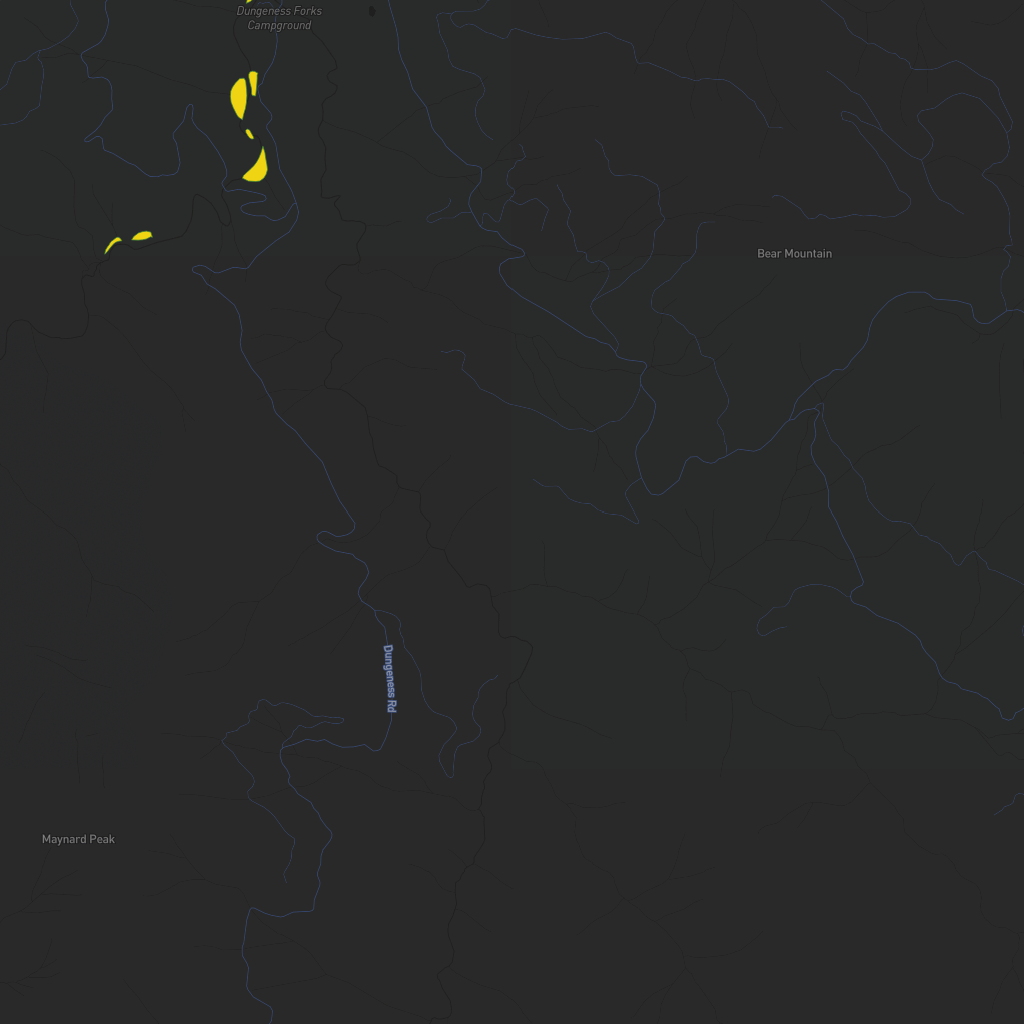 Dungeness Forks
Campground
Bear Mountain
Dungeness Rd
Maynard Peak